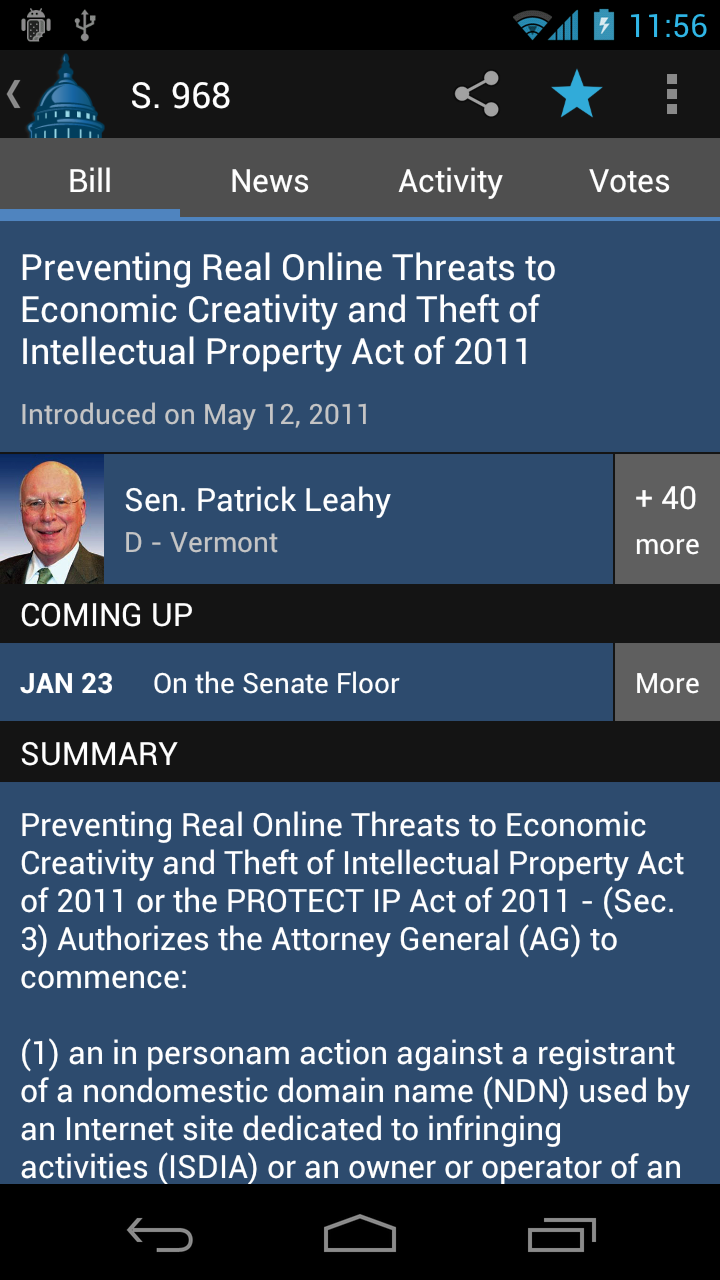 11:56
S. 968
Bill News Activity Votes
Preventing Real Online Threats to
Economic Creativity and Theft of
Intellectual Property Act of 2011
Introduced on May 12, 2011
Sen. Patrick Leahy
D - Vermont
+ 40
more
COMING UP
JAN 23 On the Senate Floor More
SUMMARY
Preventing Real Online Threats to Economic
Creativity and Theft of Intellectual Property Act
of 2011 or the PROTECT IP Act of 2011 - (Sec.
3) Authorizes the Attorney General (AG) to
commence:
(1) an in personam action against a registrant
of a nondomestic domain name (NDN) used by
an Internet site dedicated to infringing
activities (ISDIA) or an owner or operator of an